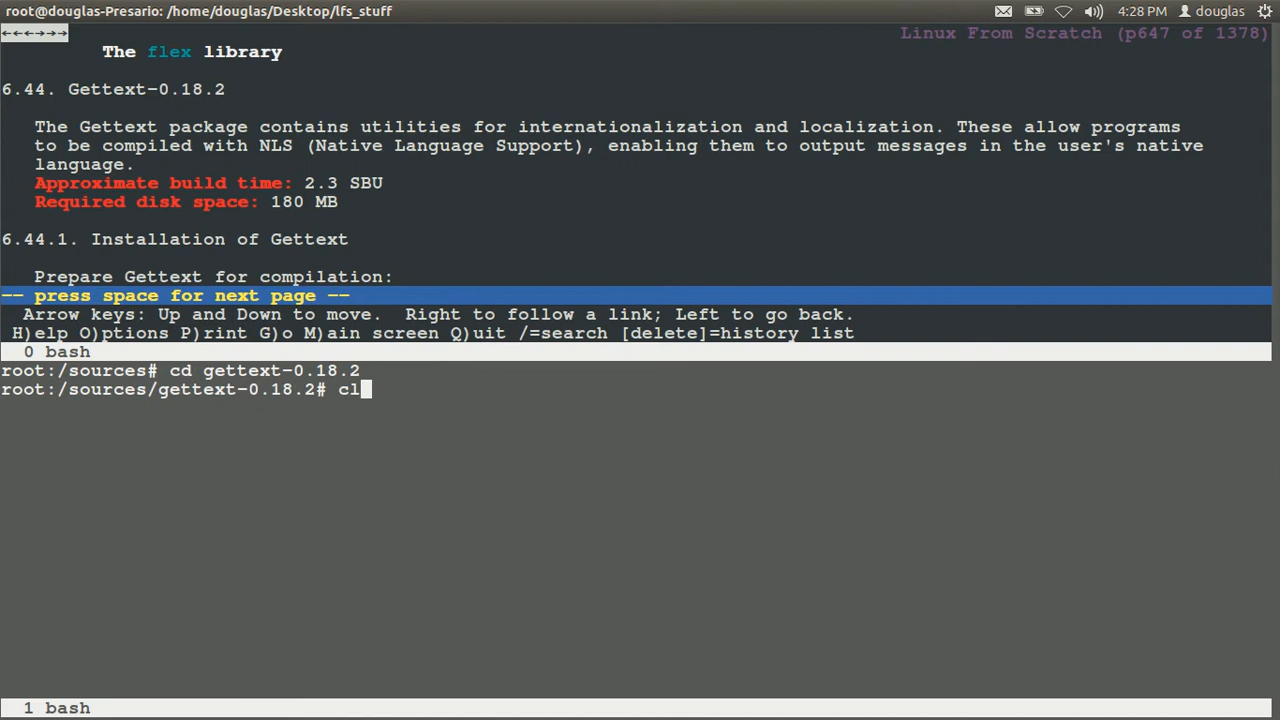 root@douglas-Presario: /home/douglas/Desktop/lfs_stuff 4:28 PM douglas
←←←→→→ Linux From Scratch (p647 of 1378)
The flex library
6.44. Gettext-0.18.2
The Gettext package contains utilities for internationalization and localization. These allow programs
to be compiled with NLS (Native Language Support), enabling them to output messages in the user's native
language.
Approximate build time: 2.3 SBU
Required disk space: 180 MB
6.44.1. Installation of Gettext
Prepare Gettext for compilation:
-- press space for next page --
Arrow keys: Up and Down to move. Right to follow a link; Left to go back.
H)elp O)ptions P)rint G)o M)ain screen Q)uit /=search [delete]=history list
0 bash
root:/sources# cd gettext-0.18.2
root:/sources/gettext-0.18.2# cl
1 bash